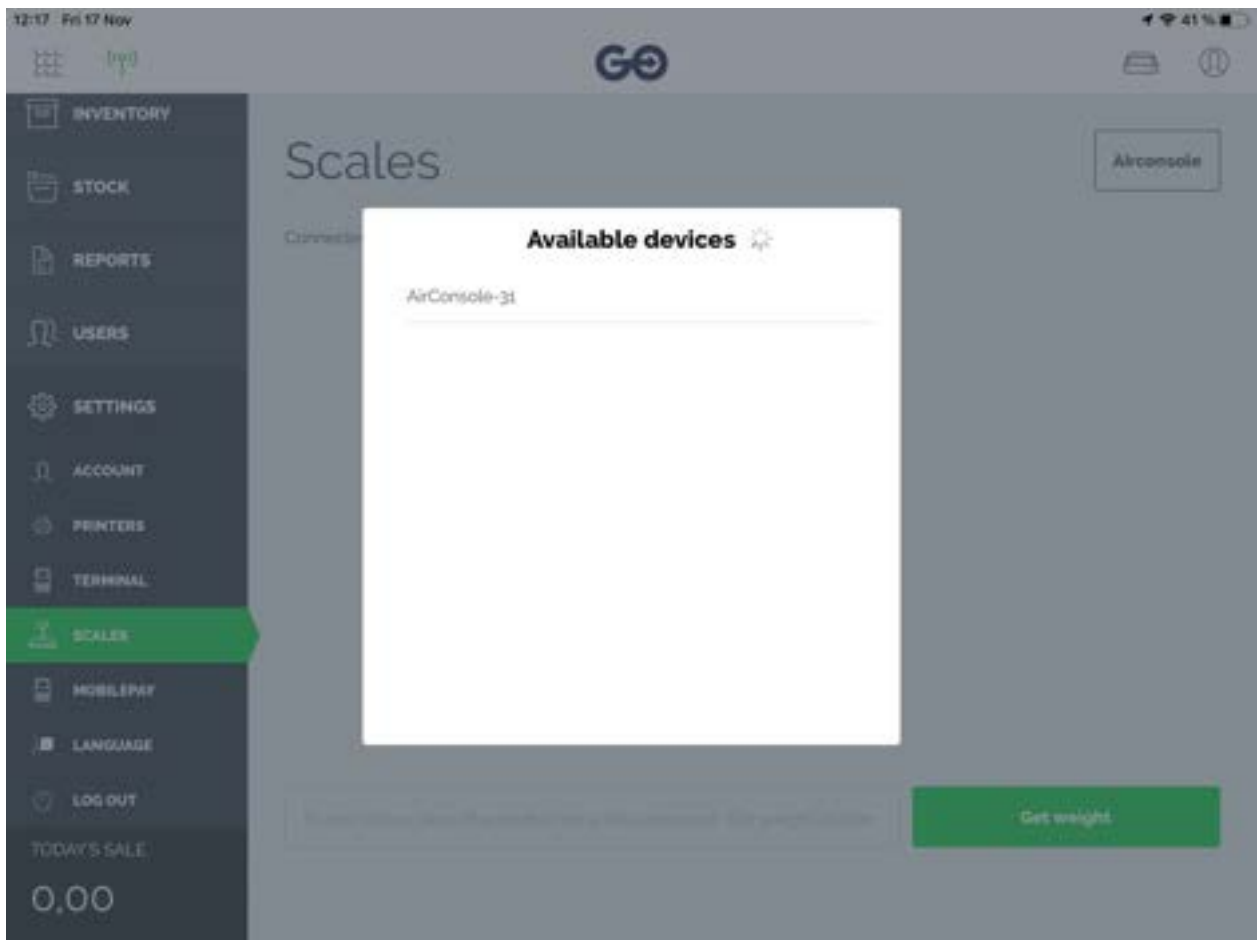 12:17 Fri 17 Nov
41 %
GO
INVENTORY
STOCK
REPORTS
USERS
SETTINGS
ACCOUNT
PRINTERS
TERMINAL
SCALES
MOBILEPAY
LANGUAGE
LOG OUT
TODAY'S SALE
0,00
Scales
Airconsole
Available devices
AirConsole-31
Get weight